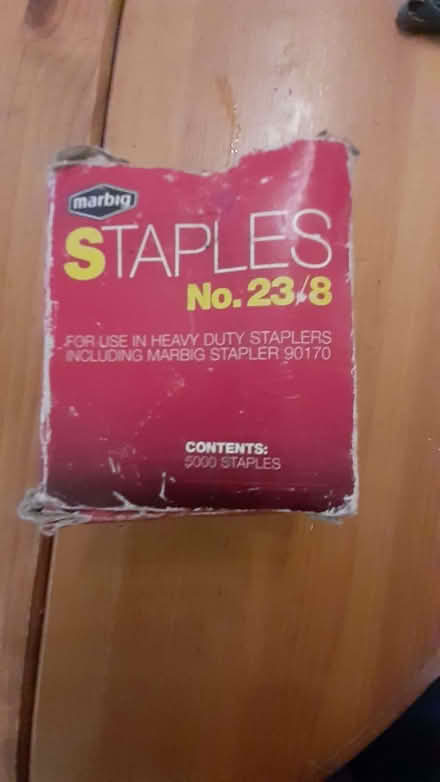 marbig
STAPLES
No.23/8
FOR USE IN HEAVY DUTY STAPLERS
INCLUDING MARBIG STAPLER 90170
CONTENTS:
5000 STAPLES